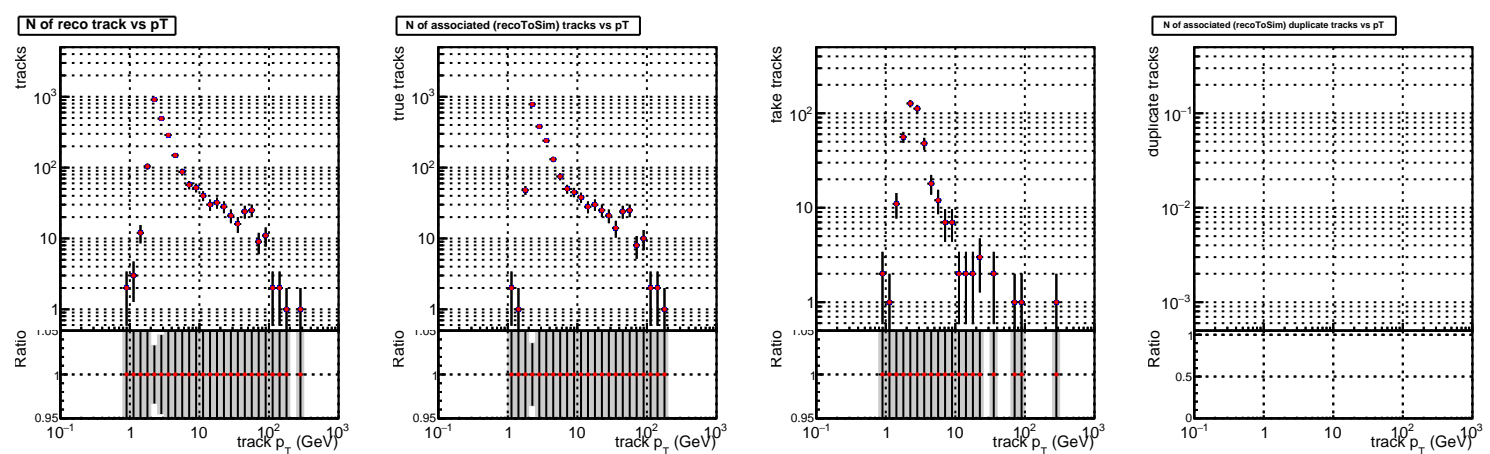 N of reco track vs pT
tracks
10³
10²
10
1
Ratio
1.05
1
0.95
10⁻¹ 1 10 10² 10³
track p_T (GeV)
N of associated (recoToSim) tracks vs pT
true tracks
10³
10²
10
1
Ratio
1.05
1
0.95
10⁻¹ 1 10 10² 10³
track p_T (GeV)
fake tracks
10²
10
1
Ratio
1.05
1
0.95
10⁻¹ 1 10 10² 10³
track p_T (GeV)
N of associated (recoToSim) duplicate tracks vs pT
duplicate tracks
10⁻¹
10⁻²
10⁻³
Ratio
1
0.5
0
10⁻¹ 1 10 10² 10³
track p_T (GeV)